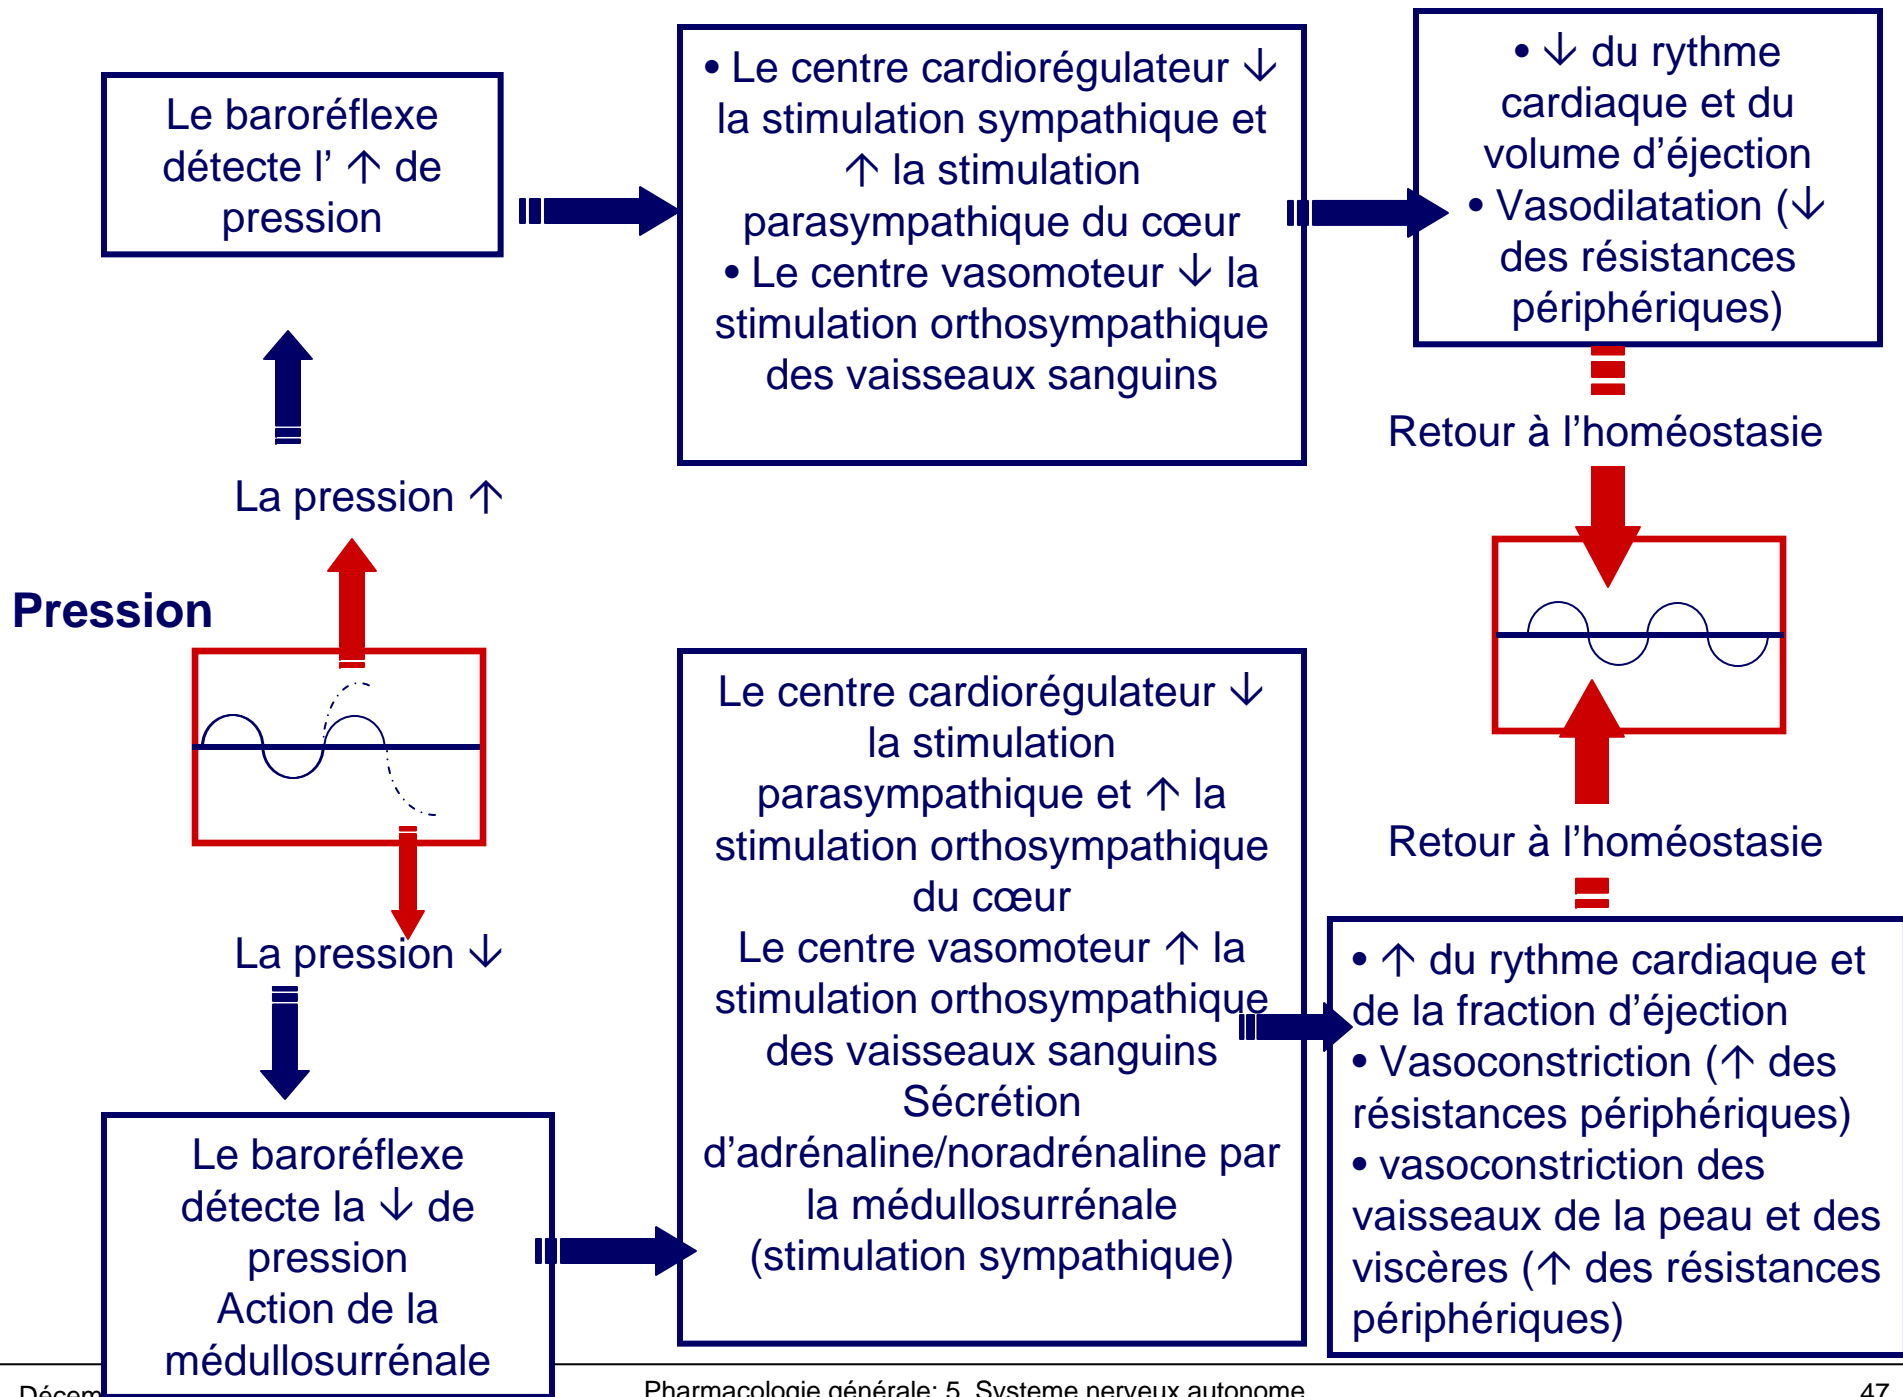 Le baroréflexe
détecte l' ↑ de
pression
• Le centre cardiorégulateur ↓
la stimulation sympathique et
↑ la stimulation
parasympathique du cœur
• Le centre vasomoteur ↓ la
stimulation orthosympathique
des vaisseaux sanguins
• ↓ du rythme
cardiaque et du
volume d'éjection
• Vasodilatation (↓
des résistances
périphériques)
Retour à l'homéostasie
La pression ↑
Pression
La pression ↓
Le baroréflexe
détecte la ↓ de
pression
Action de la
médullosurrénale
Le centre cardiorégulateur ↓
la stimulation
parasympathique et ↑ la
stimulation orthosympathique
du cœur
Le centre vasomoteur ↑ la
stimulation orthosympathique
des vaisseaux sanguins
Sécrétion
d'adrénaline/noradrénaline par
la médullosurrénale
(stimulation sympathique)
Retour à l'homéostasie
• ↑ du rythme cardiaque et
de la fraction d'éjection
• Vasoconstriction (↑ des
résistances périphériques)
• vasoconstriction des
vaisseaux de la peau et des
viscères (↑ des résistances
périphériques)
Pharmacologie générale: 5. Systeme nerveux autonome
47